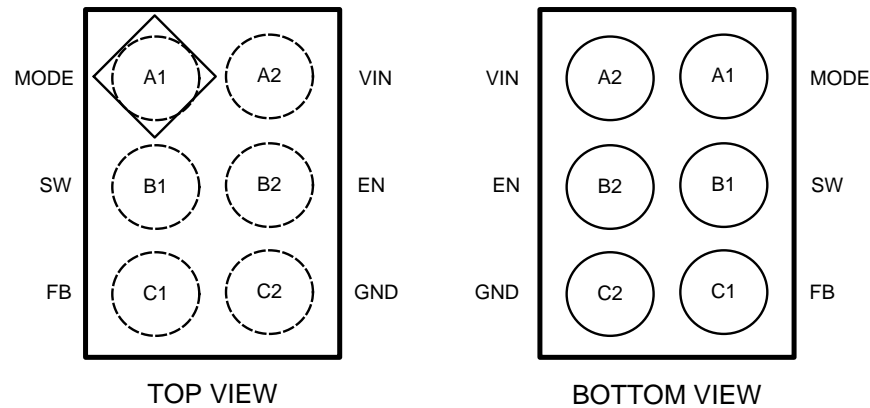 MODE A1 A2 VIN
SW B1 B2 EN
FB C1 C2 GND
TOP VIEW
VIN A2 A1 MODE
EN B2 B1 SW
GND C2 C1 FB
BOTTOM VIEW